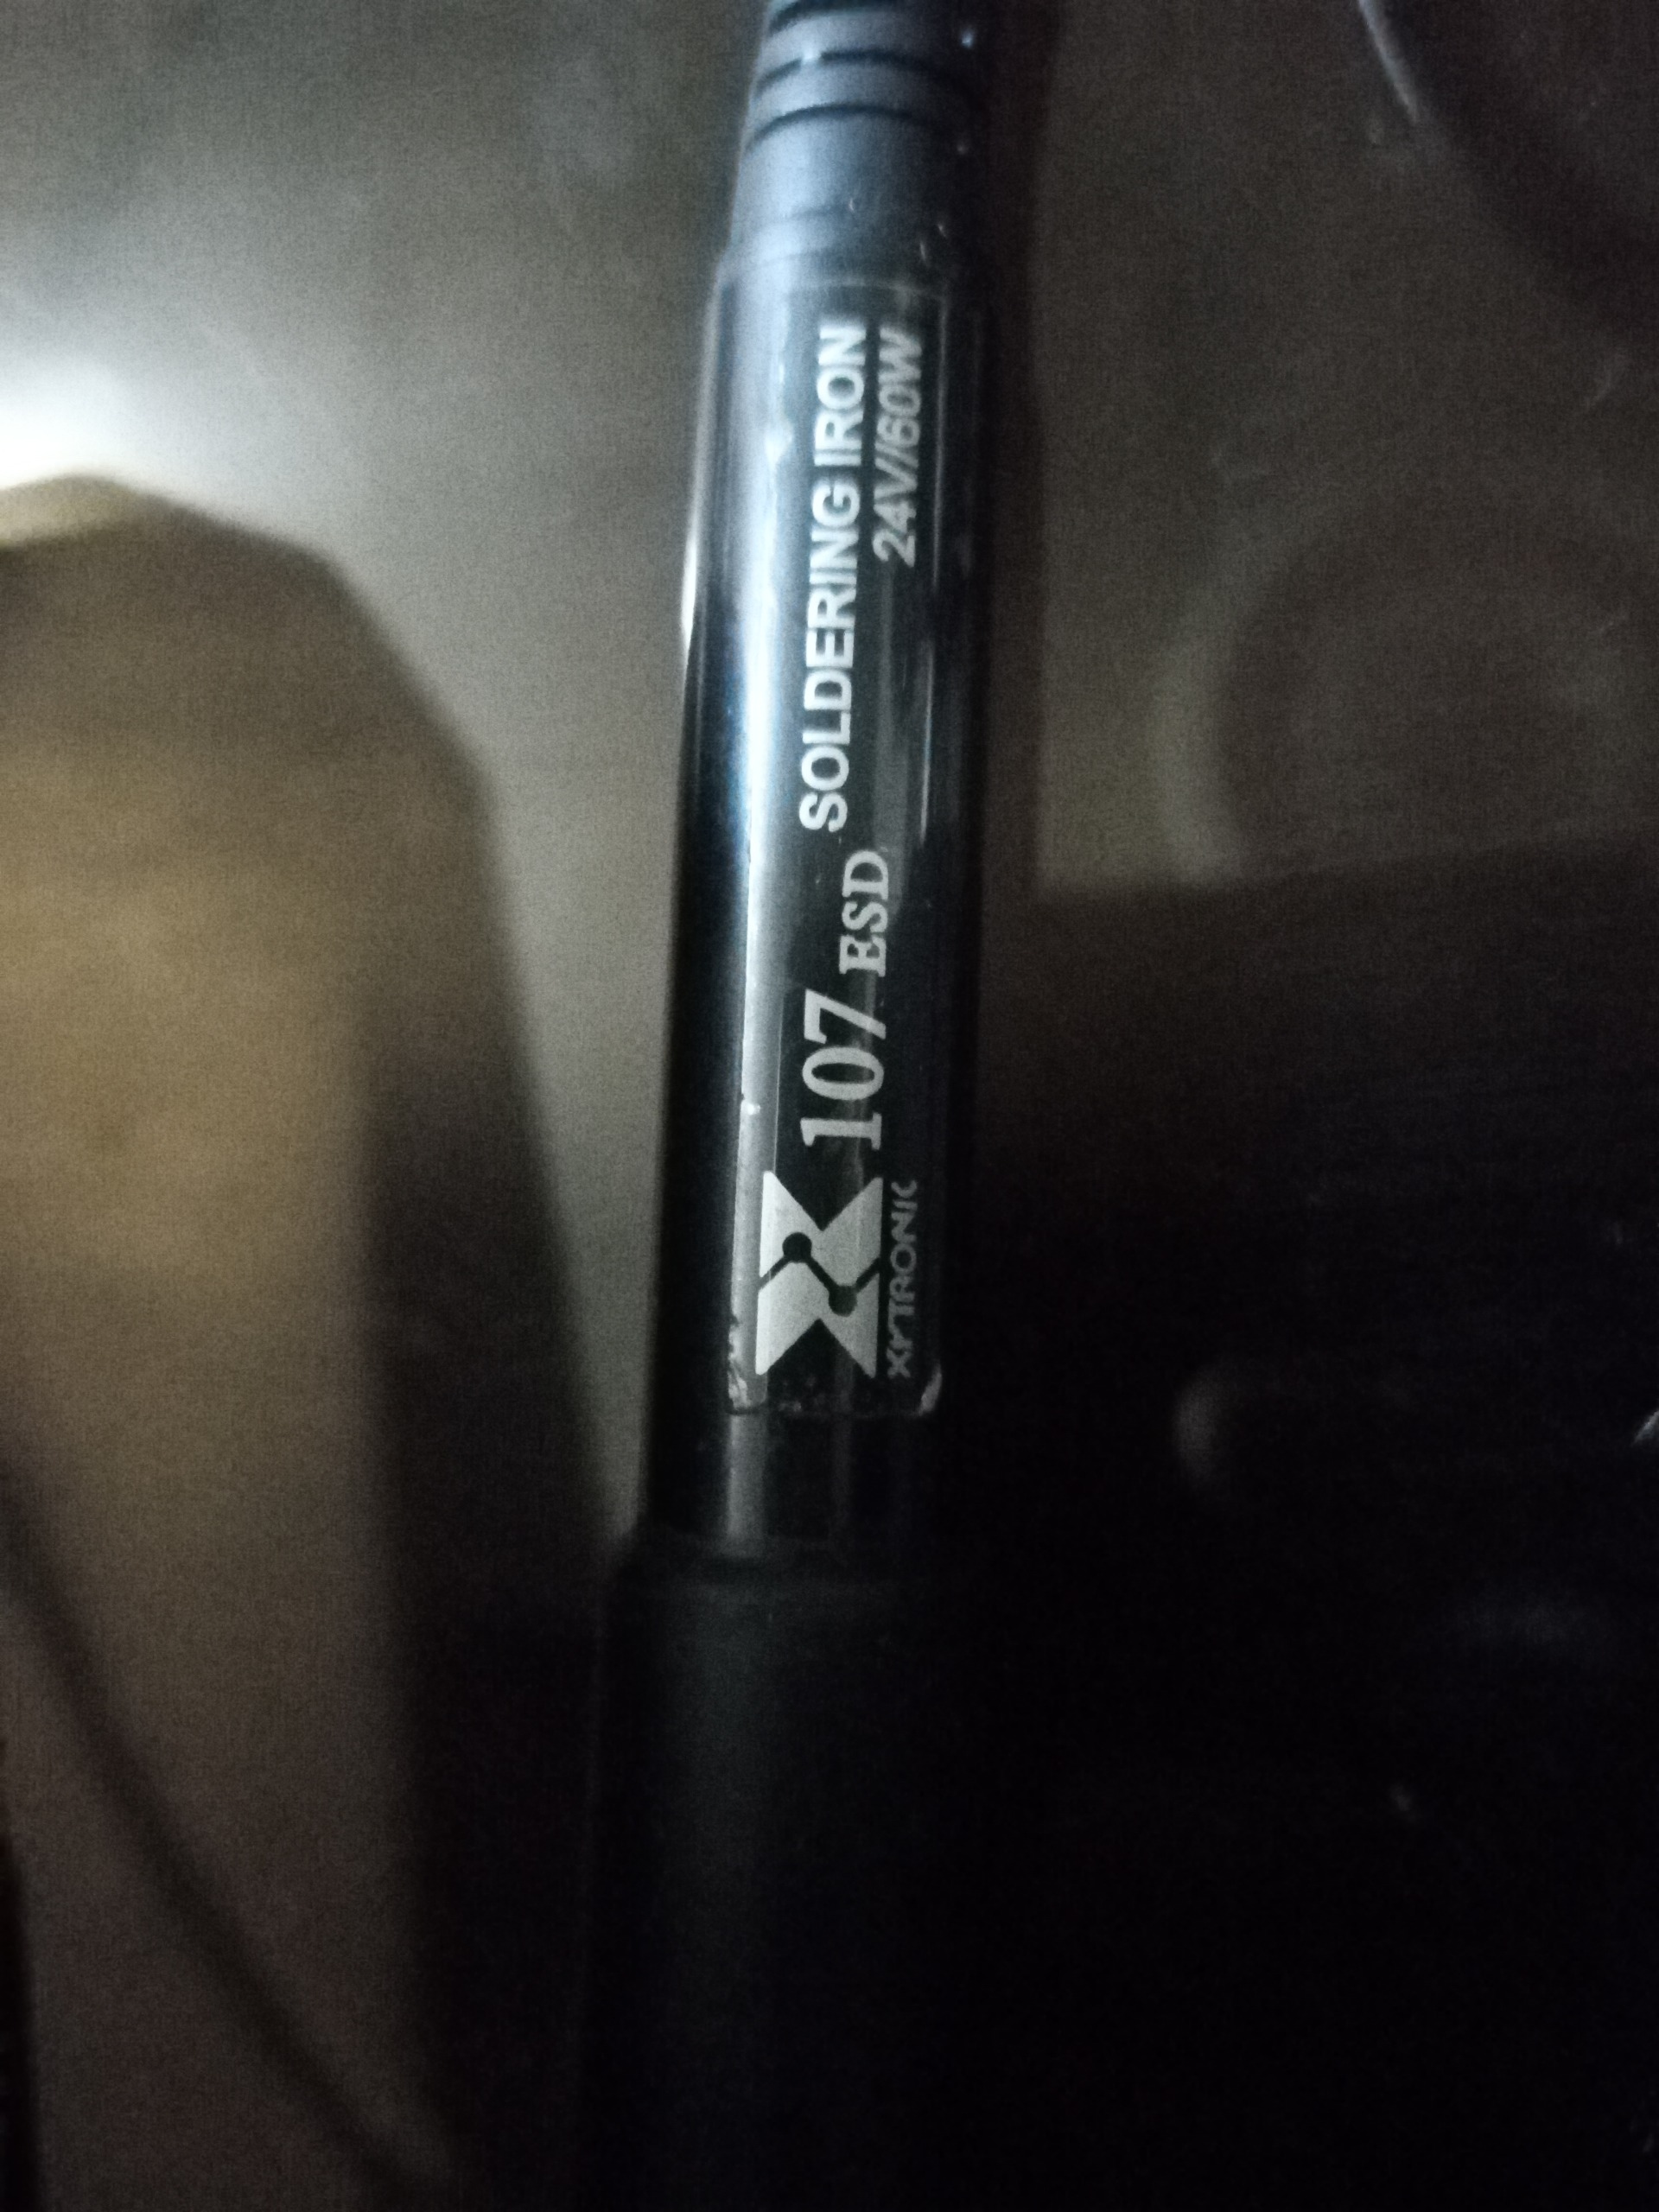 XYTRONIC
107 ESD
SOLDERING IRON
24V/60W